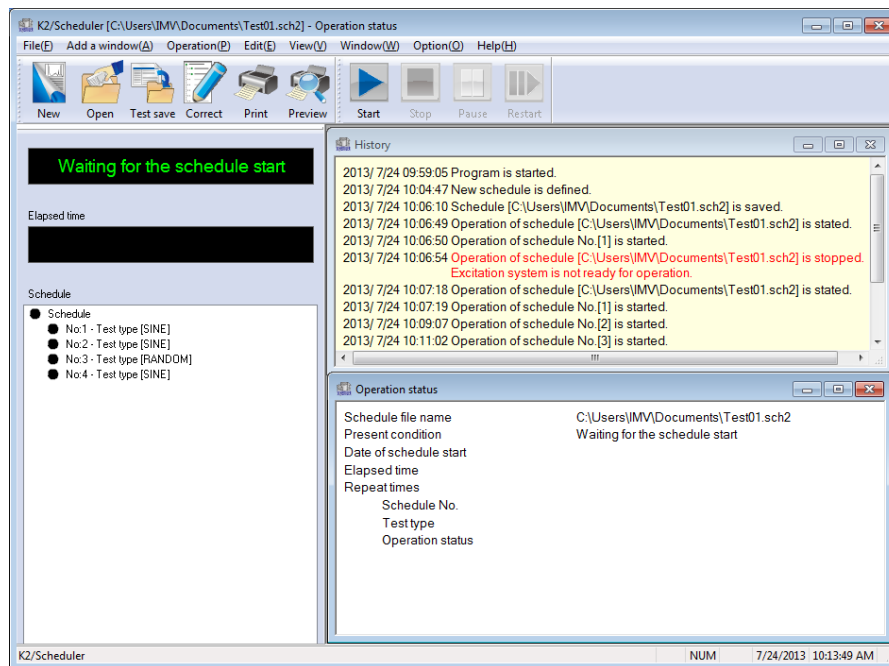 K2/Scheduler [C:\Users\IMV\Documents\Test01.sch2] - Operation status
File(F) Add a window(A) Operation(P) Edit(E) View(V) Window(W) Option(O) Help(H)
New Open Test save Correct Print Preview Start Stop Pause Restart
Waiting for the schedule start
Elapsed time
Schedule
Schedule
No:1 - Test type [SINE]
No:2 - Test type [SINE]
No:3 - Test type [RANDOM]
No:4 - Test type [SINE]
History
2013/ 7/24 09:59:05 Program is started.
2013/ 7/24 10:04:47 New schedule is defined.
2013/ 7/24 10:06:10 Schedule [C:\Users\IMV\Documents\Test01.sch2] is saved.
2013/ 7/24 10:06:49 Operation of schedule [C:\Users\IMV\Documents\Test01.sch2] is stated.
2013/ 7/24 10:06:50 Operation of schedule No.[1] is started.
2013/ 7/24 10:06:54 Operation of schedule [C:\Users\IMV\Documents\Test01.sch2] is stopped.
Excitation system is not ready for operation.
2013/ 7/24 10:07:18 Operation of schedule [C:\Users\IMV\Documents\Test01.sch2] is stated.
2013/ 7/24 10:07:19 Operation of schedule No.[1] is started.
2013/ 7/24 10:09:07 Operation of schedule No.[2] is started.
2013/ 7/24 10:11:02 Operation of schedule No.[3] is started.
Operation status
Schedule file name C:\Users\IMV\Documents\Test01.sch2
Present condition Waiting for the schedule start
Date of schedule start
Elapsed time
Repeat times
Schedule No.
Test type
Operation status
K2/Scheduler NUM 7/24/2013 10:13:49 AM